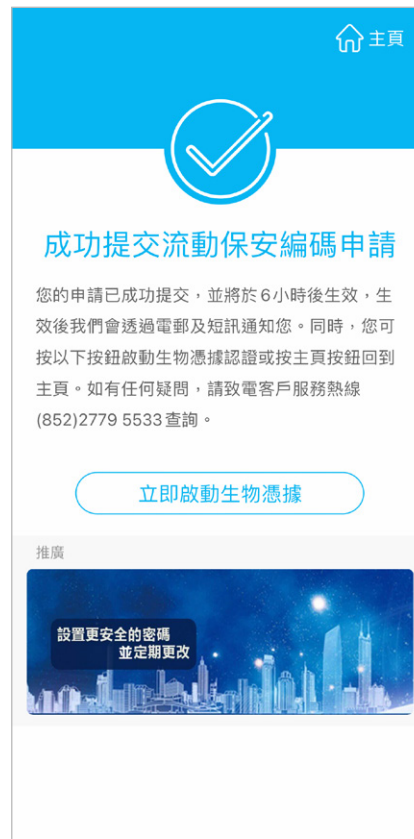 主頁
成功提交流動保安編碼申請
您的申請已成功提交，並將於6小時後生效，生
效後我們會透過電郵及短訊通知您。同時，您可
按以下按鈕啟動生物憑據認證或按主頁按鈕回到
主頁。如有任何疑問，請致電客戶服務熱線
(852)2779 5533查詢。
立即啟動生物憑據
推廣
設置更安全的密碼
並定期更改